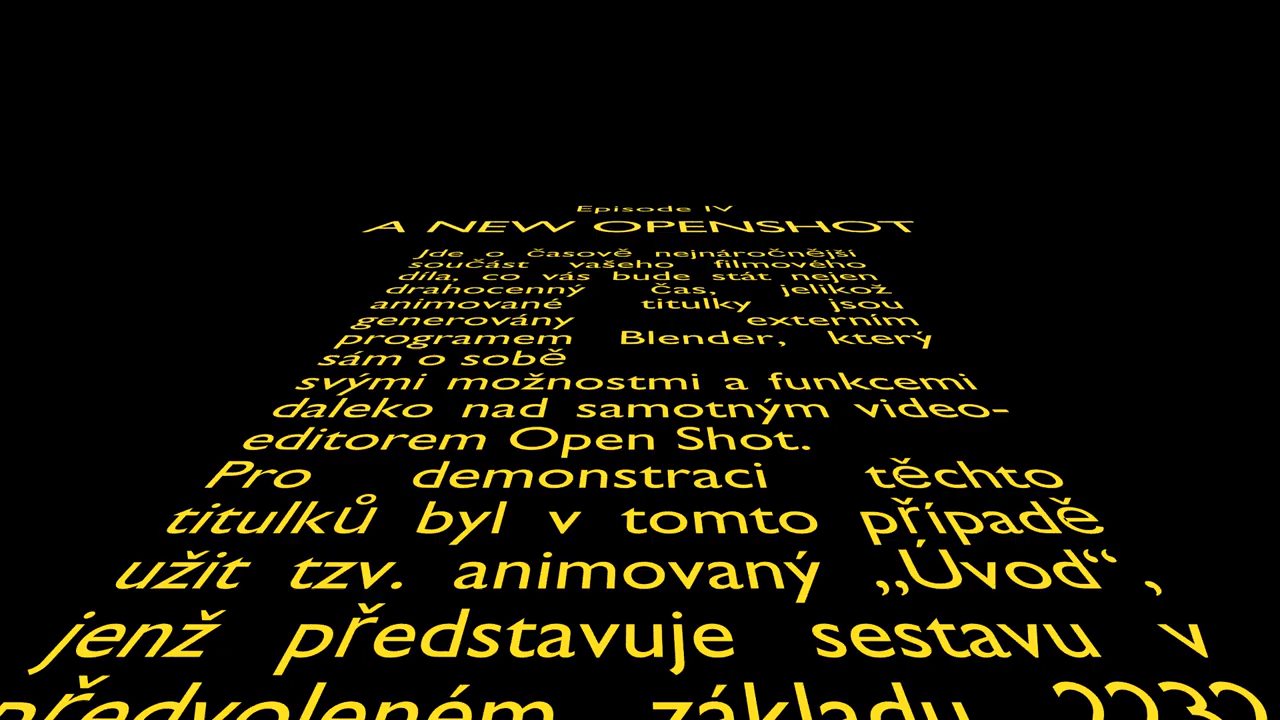 Episode IV
A NEW OPENSHOT
Jde o časově nejnáročnější
součást vašeho filmového
díla, co vás bude stát nejen
drahocenný čas, jelikož
animované titulky jsou
generovány externím
programem Blender, který
sám o sobě
svými možnostmi a funkcemi
daleko nad samotným video-
editorem Open Shot.
Pro demonstraci těchto
titulků byl v tomto případě
užit tzv. animovaný „Úvod“ ,
jenž představuje sestavu v
předvoleném základu